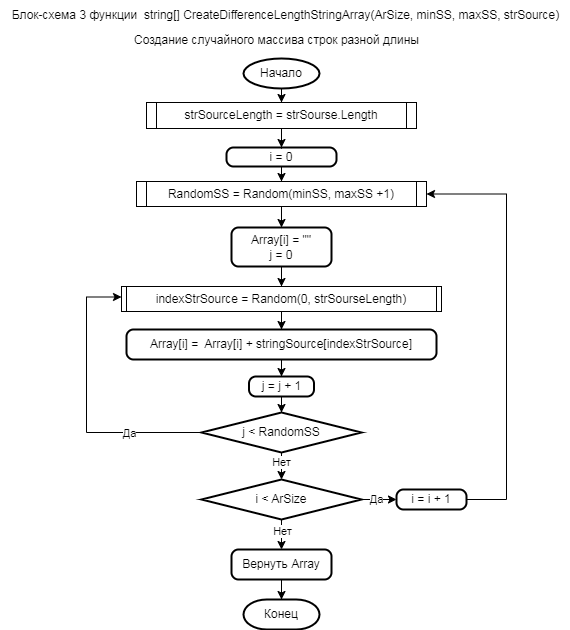 Блок-схема 3 функции string[] CreateDifferenceLengthStringArray(ArSize, minSS, maxSS, strSource)
Создание случайного массива строк разной длины
Начало
strSourceLength = strSourse.Length
i = 0
RandomSS = Random(minSS, maxSS +1)
Array[i] = ""
j = 0
indexStrSource = Random(0, strSourseLength)
Array[i] = Array[i] + stringSource[indexStrSource]
j = j + 1
j < RandomSS
Да
Нет
i < ArSize
Да
i = i + 1
Нет
Вернуть Array
Конец